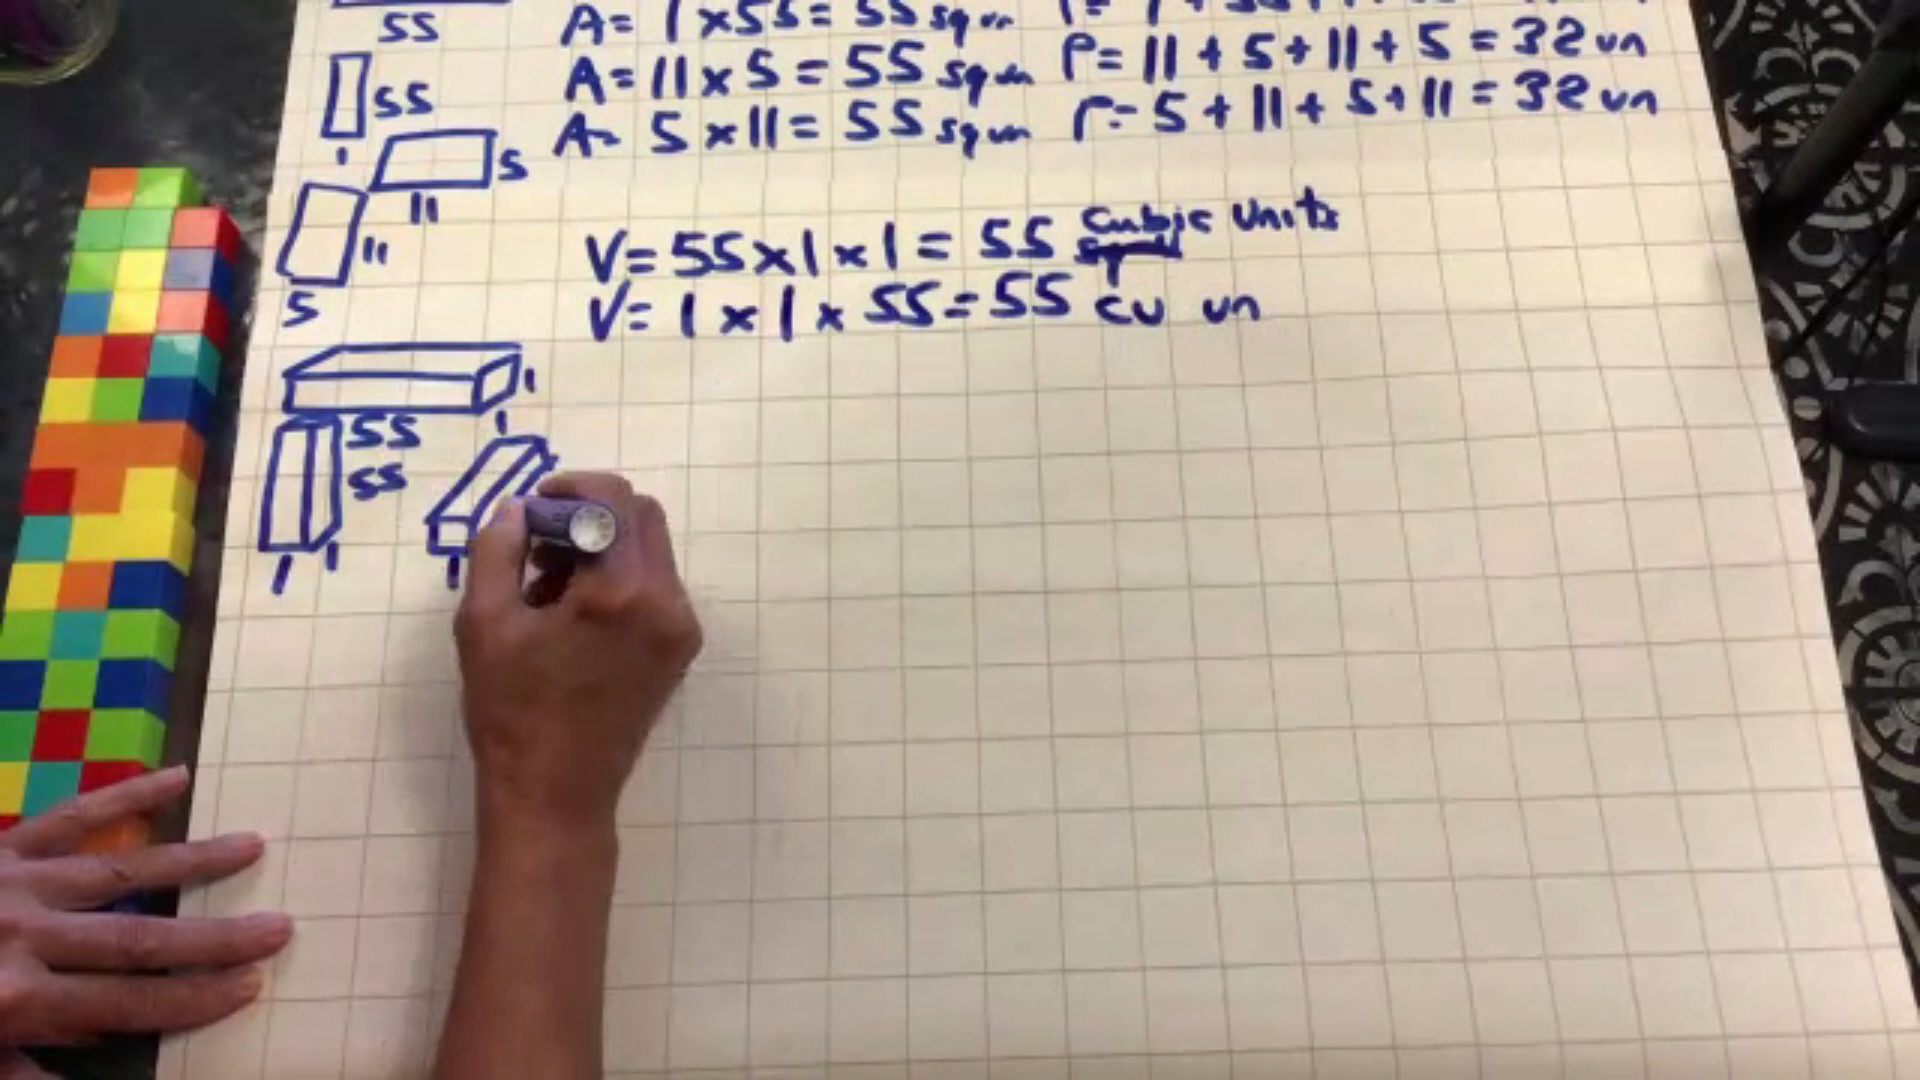 55
A= 1 x 55 = 55 sq un
55
A= 11 x 5 = 55 sq un P= 11 + 5 + 11 + 5 = 32 un
1
5
A= 5 x 11 = 55 sq un P= 5 + 11 + 5 + 11 = 32 un
11
11
5
V= 55 x 1 x 1 = 55 cubic units
V= 1 x 1 x 55 = 55 cu un
1
1
55
55
1
1
1